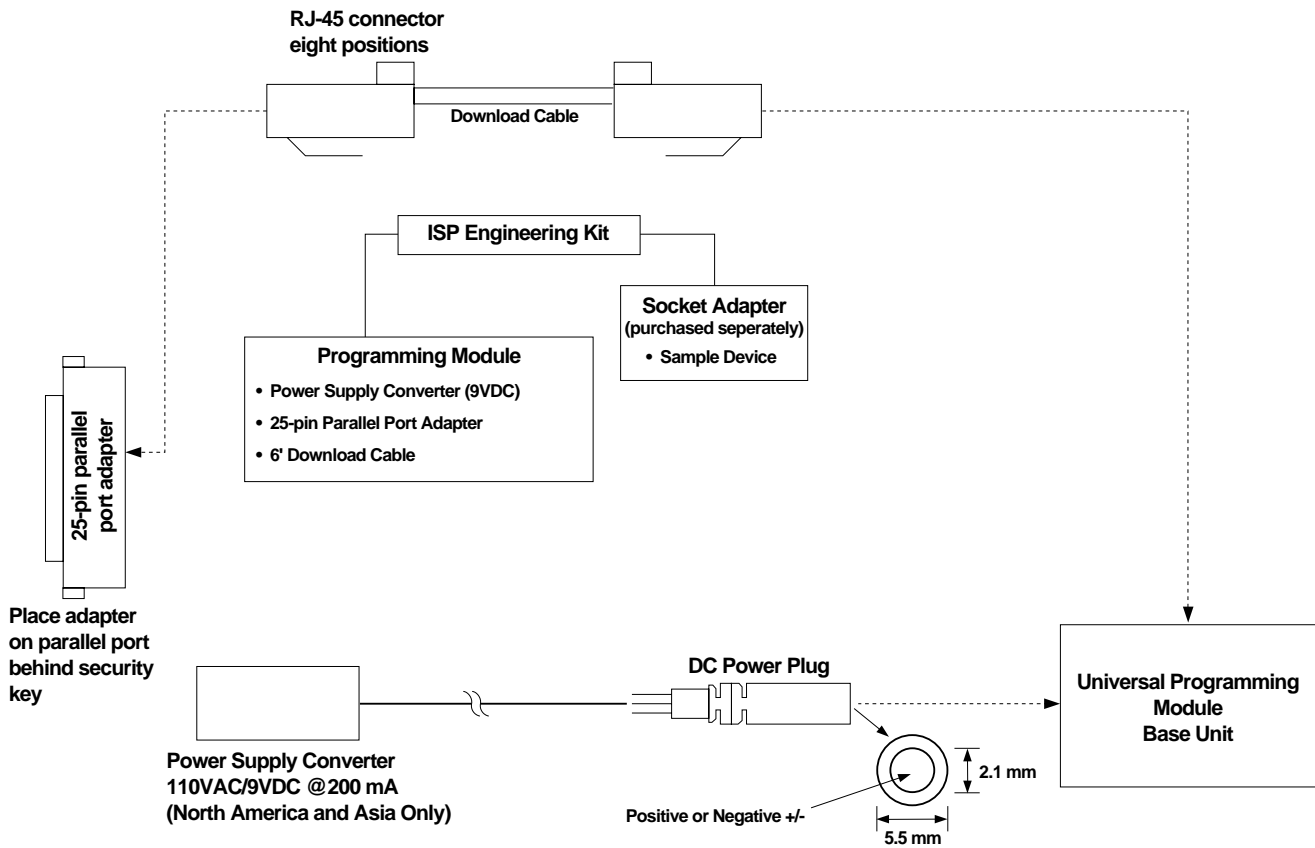 RJ-45 connector
eight positions
Download Cable
ISP Engineering Kit
Socket Adapter
(purchased seperately)
• Sample Device
Programming Module
• Power Supply Converter (9VDC)
• 25-pin Parallel Port Adapter
• 6' Download Cable
25-pin parallel
port adapter
Place adapter
on parallel port
behind security
key
DC Power Plug
Universal Programming
Module
Base Unit
Power Supply Converter
110VAC/9VDC @200 mA
(North America and Asia Only)
2.1 mm
Positive or Negative +/-
5.5 mm